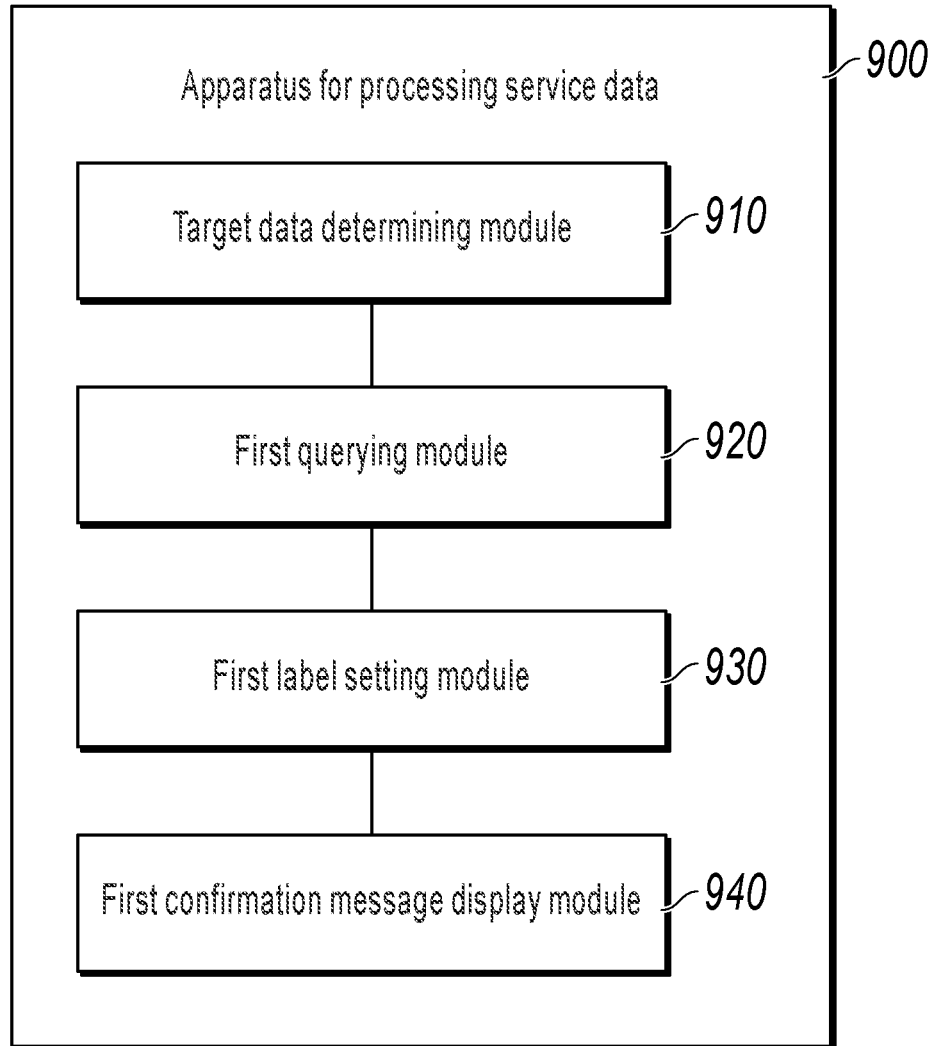 900
Apparatus for processing service data
Target data determining module
910
First querying module
920
First label setting module
930
First confirmation message display module
940